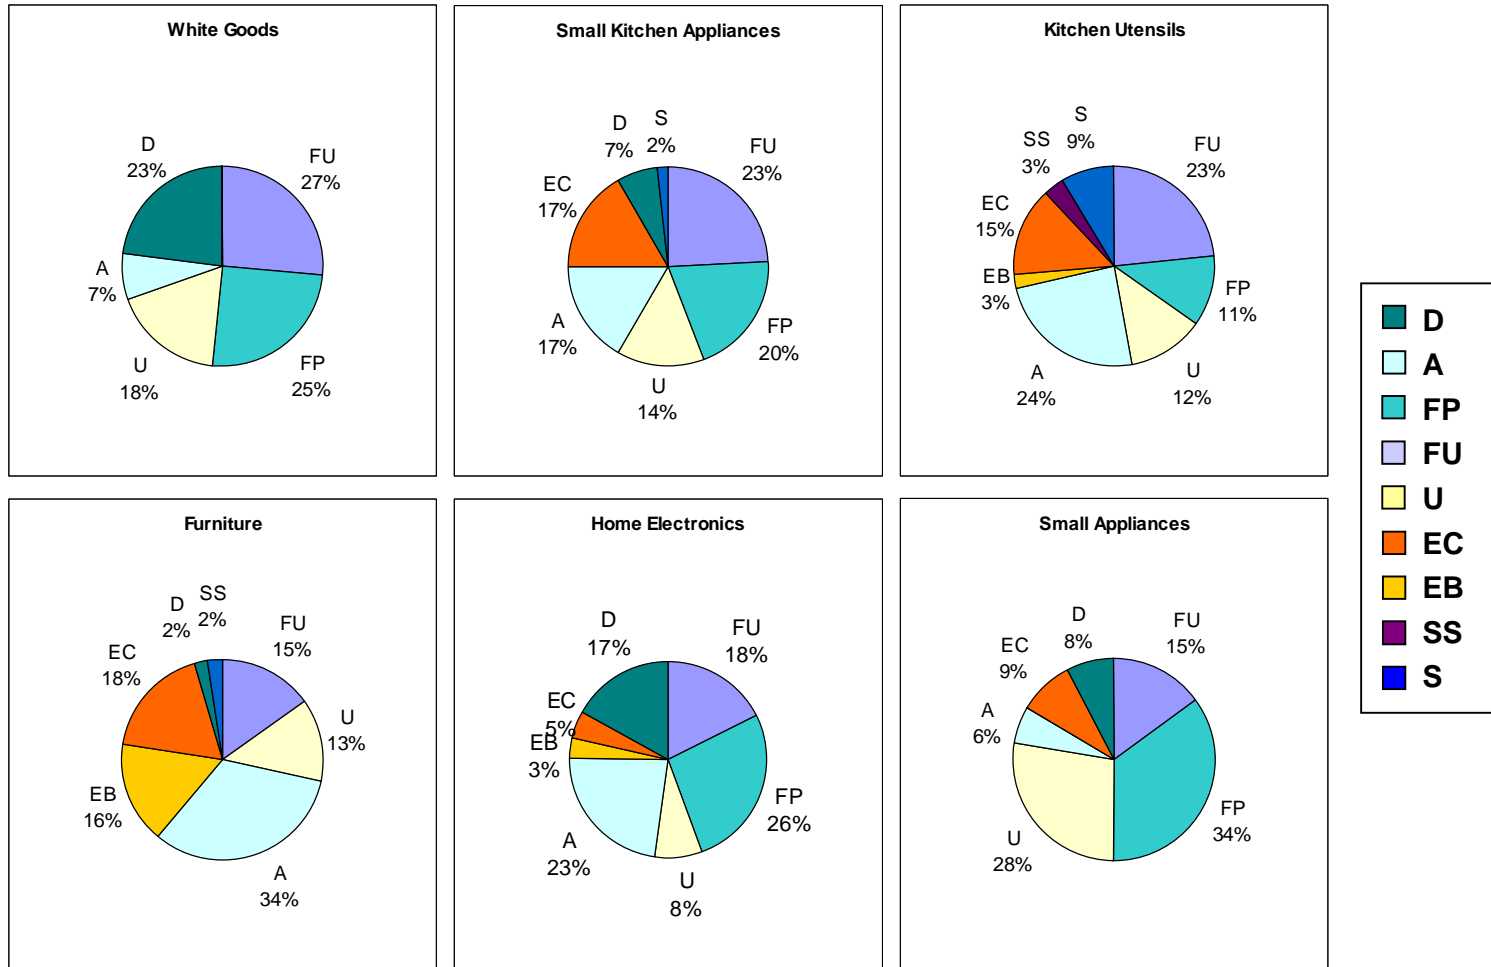 White Goods
D
23%
FU
27%
A
7%
U
18%
FP
25%
Small Kitchen Appliances
D
7%
S
2%
FU
23%
EC
17%
A
17%
FP
20%
U
14%
Kitchen Utensils
S
9%
SS
3%
FU
23%
EC
15%
EB
3%
FP
11%
A
24%
U
12%
Furniture
D
2%
SS
2%
FU
15%
EC
18%
U
13%
EB
16%
A
34%
Home Electronics
D
17%
FU
18%
EC
5%
EB
3%
FP
26%
A
23%
U
8%
Small Appliances
D
8%
FU
15%
EC
9%
A
6%
FP
34%
U
28%
D
A
FP
FU
U
EC
EB
SS
S